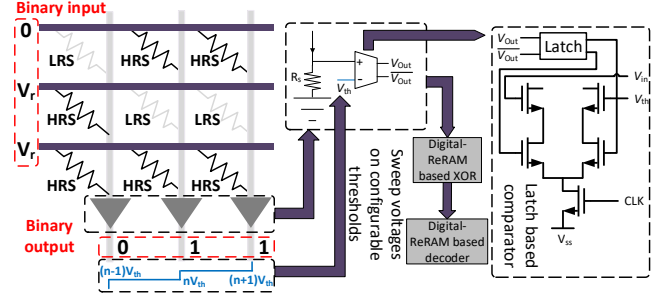 Binary input
0
LRS
HRS
HRS
Vr
HRS
LRS
LRS
Vr
HRS
HRS
HRS
Binary output
0 1 1
(n-1)Vth
nVth
(n+1)Vth
Rs
Vth
+
-
VOut
VOut
Sweep voltages on configurable thresholds
Digital-ReRAM based XOR
Digital-ReRAM based decoder
VOut
VOut
Latch
Vin
Vth
CLK
Vss
Latch based comparator